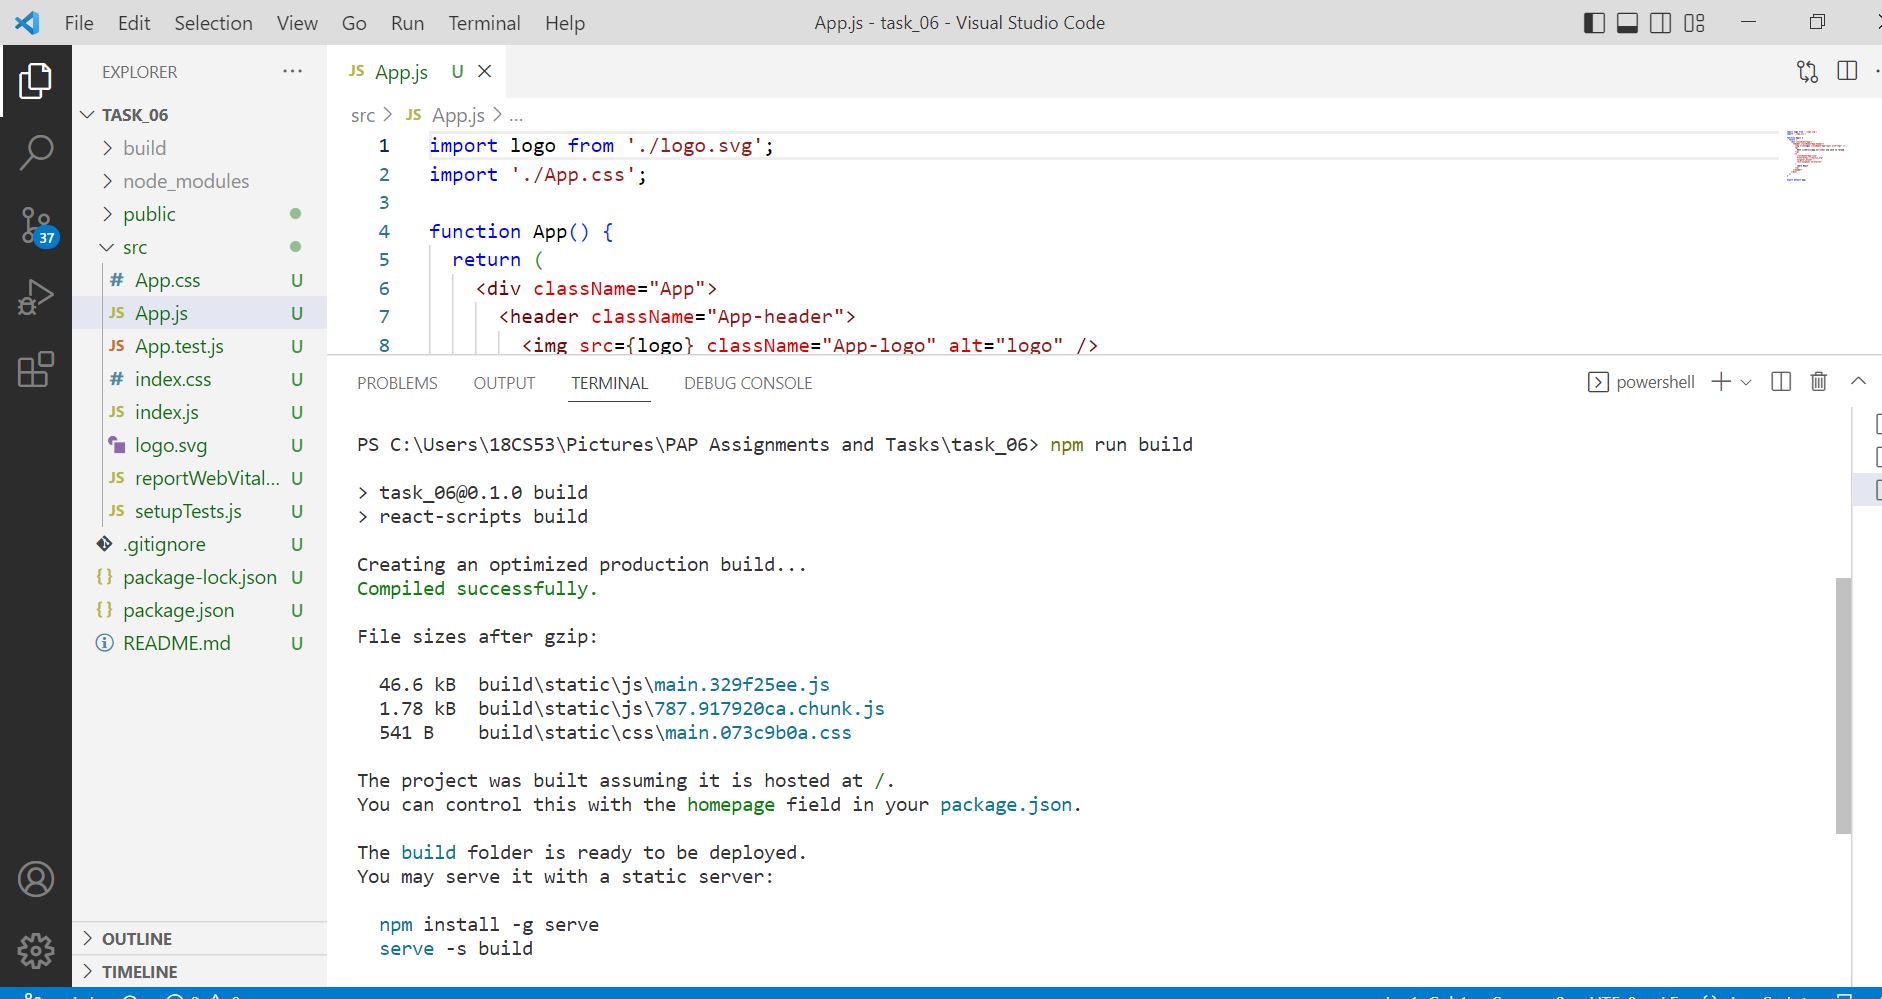 File Edit Selection View Go Run Terminal Help
App.js - task_06 - Visual Studio Code
EXPLORER
TASK_06
build
node_modules
public
src
# App.css U
JS App.js U
JS App.test.js U
# index.css U
JS index.js U
logo.svg U
JS reportWebVital... U
JS setupTests.js U
.gitignore U
{} package-lock.json U
{} package.json U
README.md U
OUTLINE
TIMELINE
37
JS App.js U
src > JS App.js > ...
1 import logo from './logo.svg';
2 import './App.css';
3
4 function App() {
5 return (
6 <div className="App">
7 <header className="App-header">
8 <img src={logo} className="App-logo" alt="logo" />
PROBLEMS OUTPUT TERMINAL DEBUG CONSOLE
powershell
PS C:\Users\18CS53\Pictures\PAP Assignments and Tasks\task_06> npm run build
> task_06@0.1.0 build
> react-scripts build
Creating an optimized production build...
Compiled successfully.
File sizes after gzip:
46.6 kB build\static\js\main.329f25ee.js
1.78 kB build\static\js\787.917920ca.chunk.js
541 B build\static\css\main.073c9b0a.css
The project was built assuming it is hosted at /.
You can control this with the homepage field in your package.json.
The build folder is ready to be deployed.
You may serve it with a static server:
npm install -g serve
serve -s build